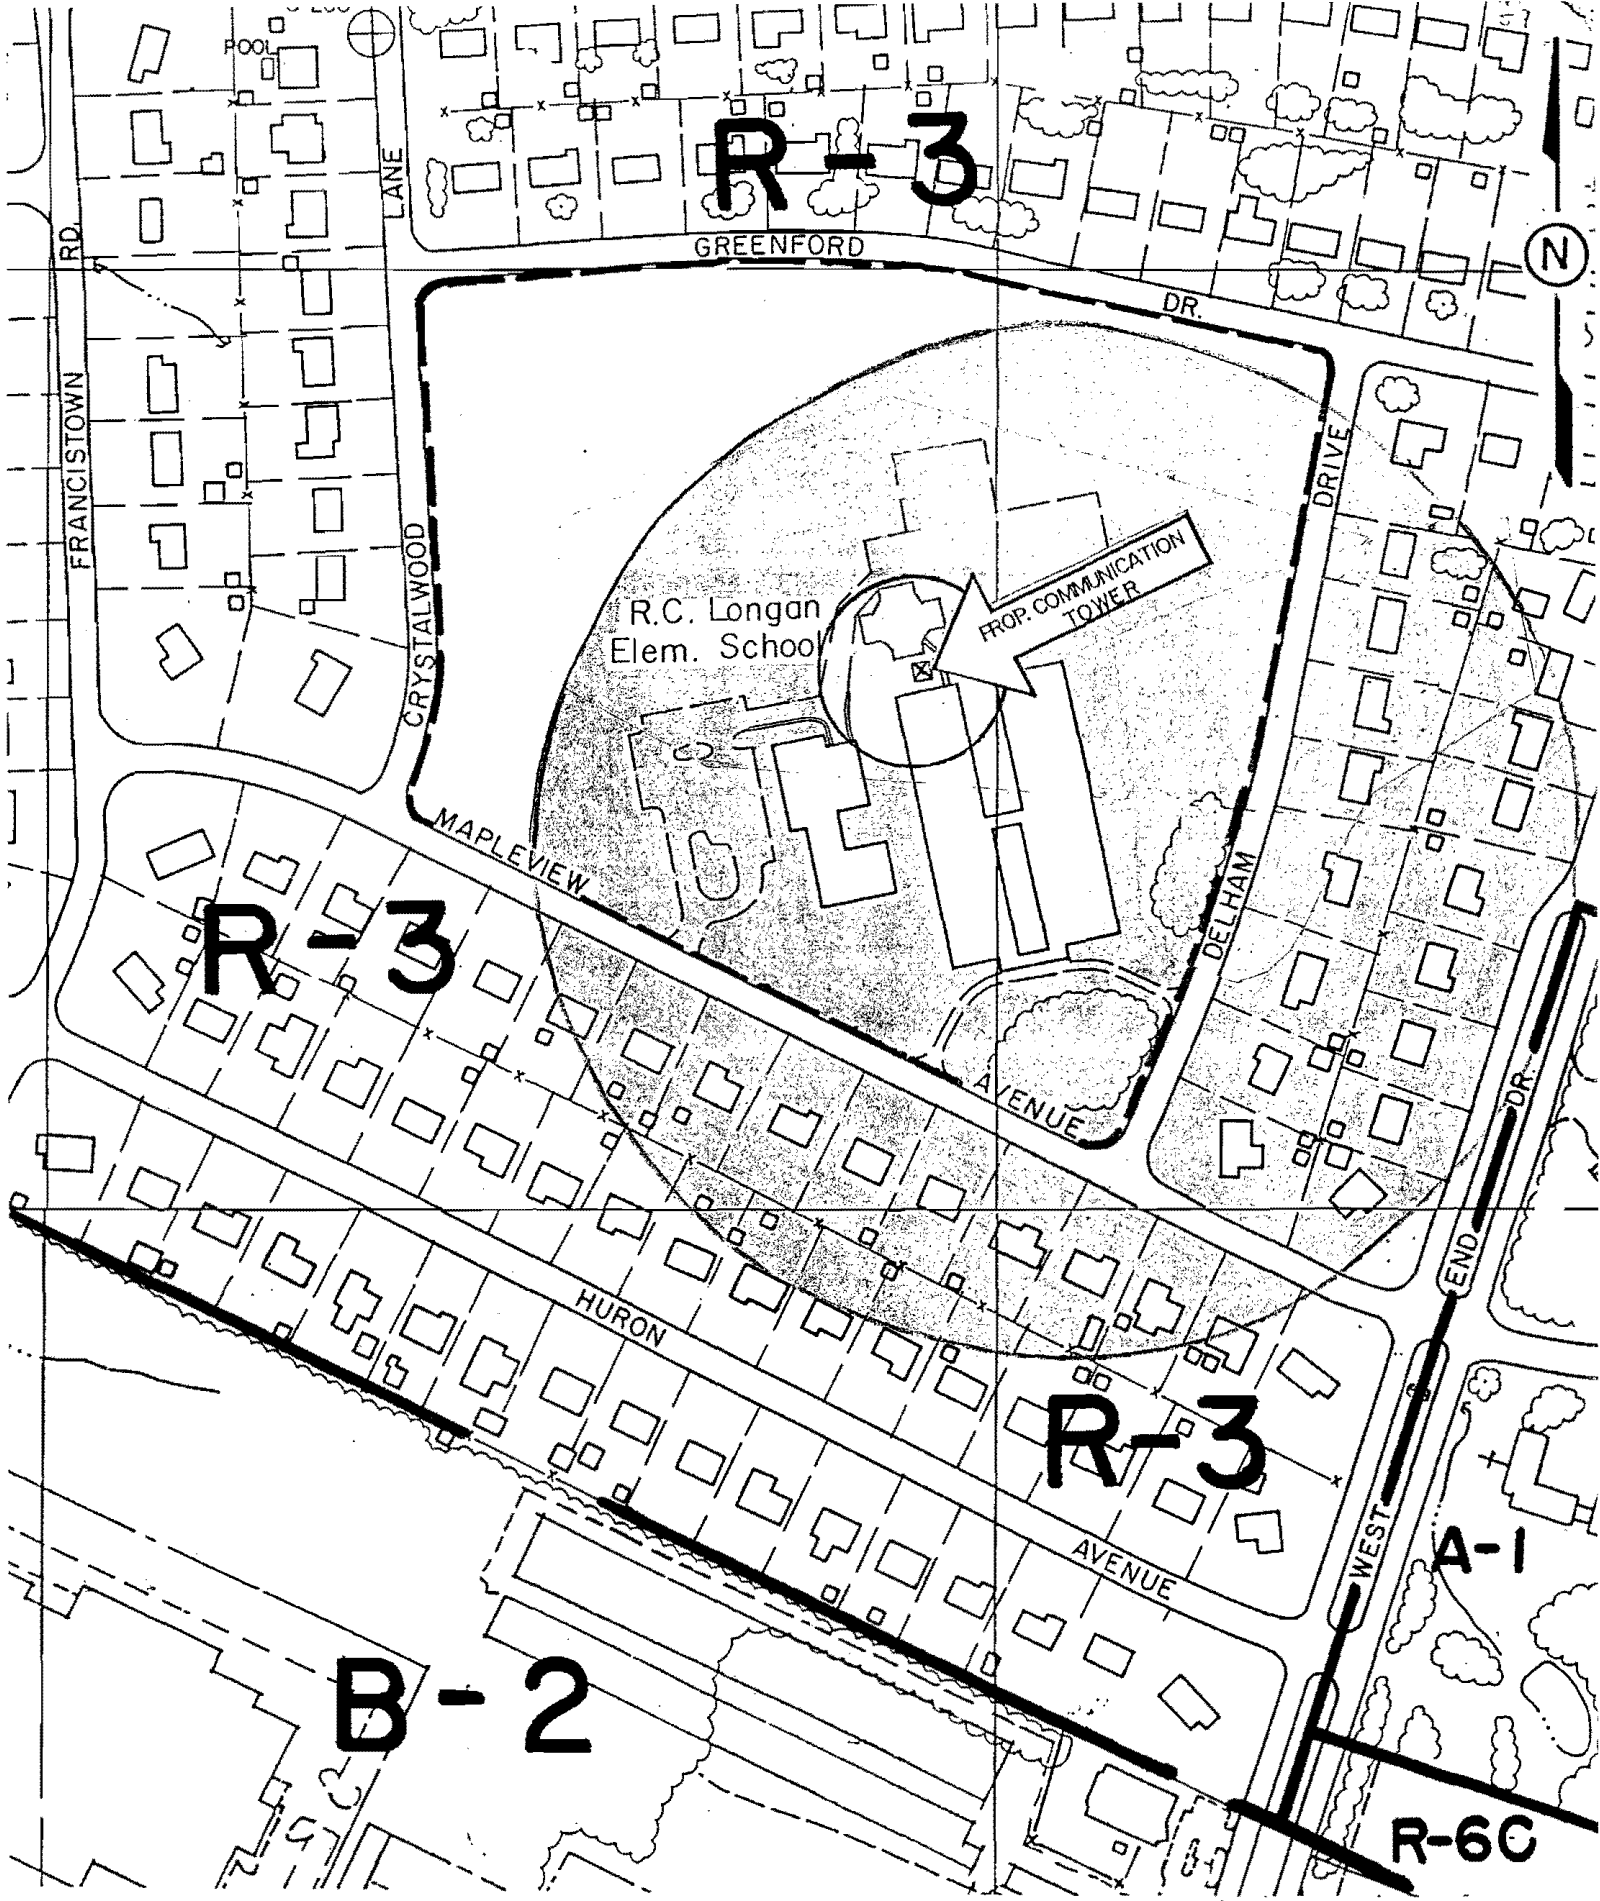 POOL
LANE
R-3
GREENFORD
RD.
N
DR.
FRANCISTOWN
DRIVE
CRYSTALWOOD
PROP. COMMUNICATION
TOWER
R.C. Longan
Elem. School
MAPLEVIEW
DELHAM
R-3
AVENUE
DR.
END
HURON
R-3
WEST
AVENUE
A-1
B-2
R-6C